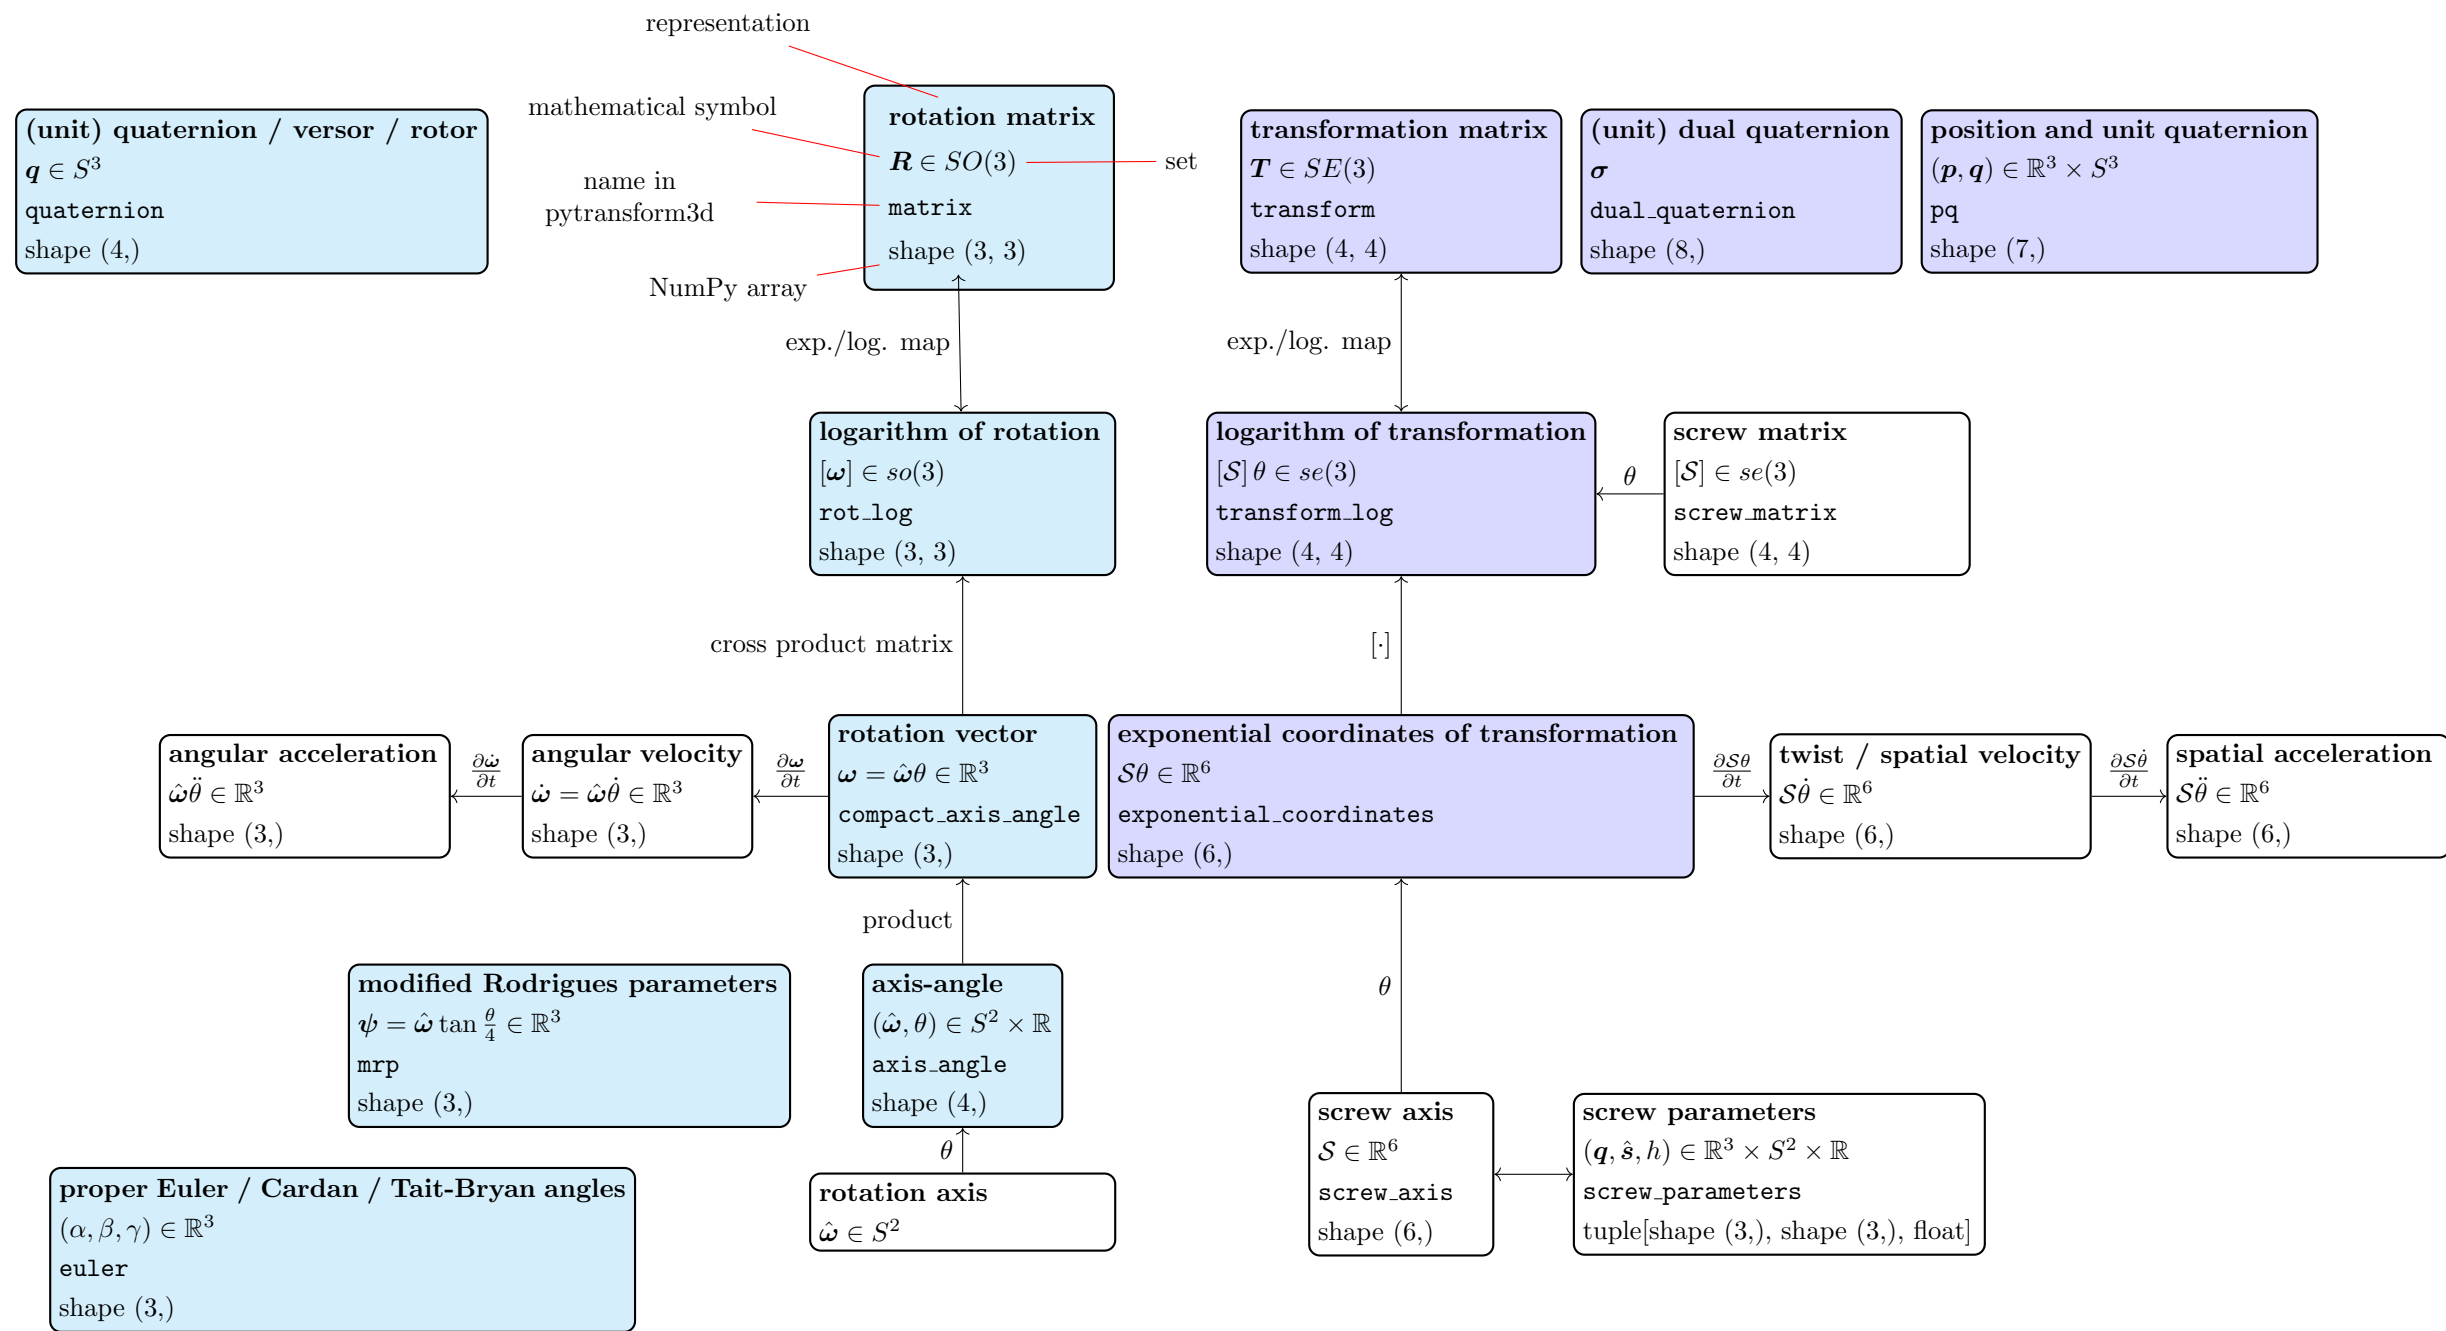 representation
mathematical symbol
name in
pytransform3d
NumPy array
set
(unit) quaternion / versor / rotor
𝒒 ∈ S³
quaternion
shape (4,)
rotation matrix
𝑹 ∈ SO(3)
matrix
shape (3, 3)
transformation matrix
𝑻 ∈ SE(3)
transform
shape (4, 4)
(unit) dual quaternion
𝝈
dual_quaternion
shape (8,)
position and unit quaternion
(𝒑, 𝒒) ∈ ℝ³ × S³
pq
shape (7,)
exp./log. map
exp./log. map
logarithm of rotation
[𝝎] ∈ so(3)
rot_log
shape (3, 3)
logarithm of transformation
[𝒮] θ ∈ se(3)
transform_log
shape (4, 4)
θ
screw matrix
[𝒮] ∈ se(3)
screw_matrix
shape (4, 4)
cross product matrix
[·]
angular acceleration
𝝎̂θ̈ ∈ ℝ³
shape (3,)
∂𝝎̇/∂t
angular velocity
𝝎̇ = 𝝎̂θ̇ ∈ ℝ³
shape (3,)
∂𝝎/∂t
rotation vector
𝝎 = 𝝎̂θ ∈ ℝ³
compact_axis_angle
shape (3,)
exponential coordinates of transformation
𝒮θ ∈ ℝ⁶
exponential_coordinates
shape (6,)
∂𝒮θ/∂t
twist / spatial velocity
𝒮θ̇ ∈ ℝ⁶
shape (6,)
∂𝒮θ̇/∂t
spatial acceleration
𝒮θ̈ ∈ ℝ⁶
shape (6,)
product
θ
modified Rodrigues parameters
𝝍 = 𝝎̂ tan θ/4 ∈ ℝ³
mrp
shape (3,)
axis-angle
(𝝎̂, θ) ∈ S² × ℝ
axis_angle
shape (4,)
θ
proper Euler / Cardan / Tait-Bryan angles
(α, β, γ) ∈ ℝ³
euler
shape (3,)
rotation axis
𝝎̂ ∈ S²
screw axis
𝒮 ∈ ℝ⁶
screw_axis
shape (6,)
screw parameters
(𝒒, 𝒔̂, h) ∈ ℝ³ × S² × ℝ
screw_parameters
tuple[shape (3,), shape (3,), float]